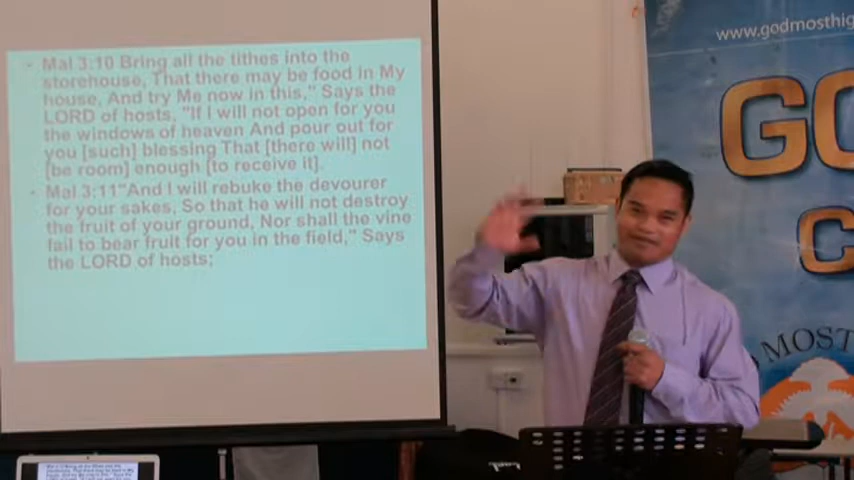 • Mal 3:10 Bring all the tithes into the
storehouse, That there may be food in My
house, And try Me now in this," Says the
LORD of hosts, "If I will not open for you
the windows of heaven And pour out for
you [such] blessing That [there will] not
[be room] enough [to receive it].
• Mal 3:11"And I will rebuke the devourer
for your sakes, So that he will not destroy
the fruit of your ground, Nor shall the vine
fail to bear fruit for you in the field," Says
the LORD of hosts;
www.godmosthig
GO
C
MOST